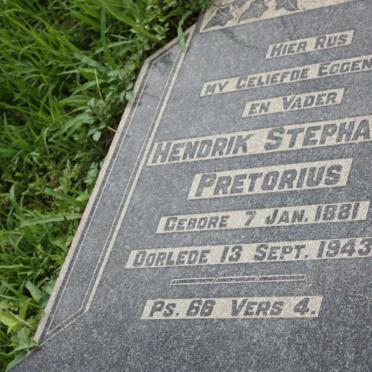 Hier Rus
My Geliefde Eggen
en Vader
Hendrik Stepha
Pretorius
Gebore 7 Jan. 1881
Oorlede 13 Sept. 1943
Ps. 66 Vers 4.